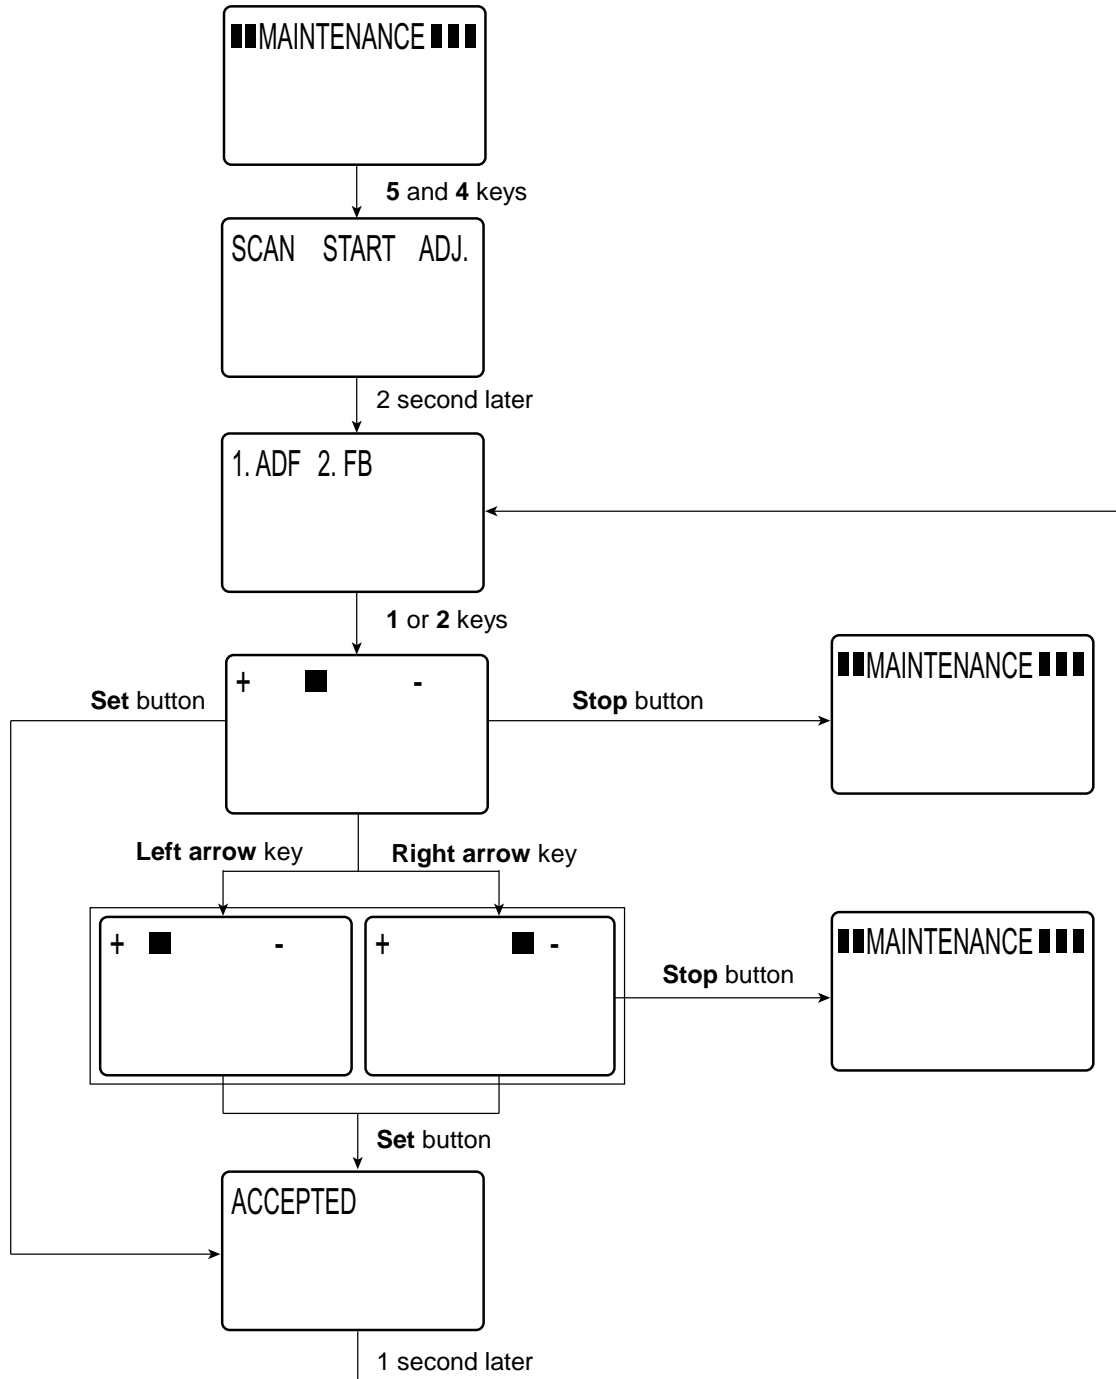 ■■MAINTENANCE■■■
5 and 4 keys
SCAN START ADJ.
2 second later
1. ADF 2. FB
1 or 2 keys
+ ■ -
Set button
Stop button
■■MAINTENANCE■■■
Left arrow key
Right arrow key
+ ■ -
+ ■ -
Stop button
■■MAINTENANCE■■■
Set button
ACCEPTED
1 second later